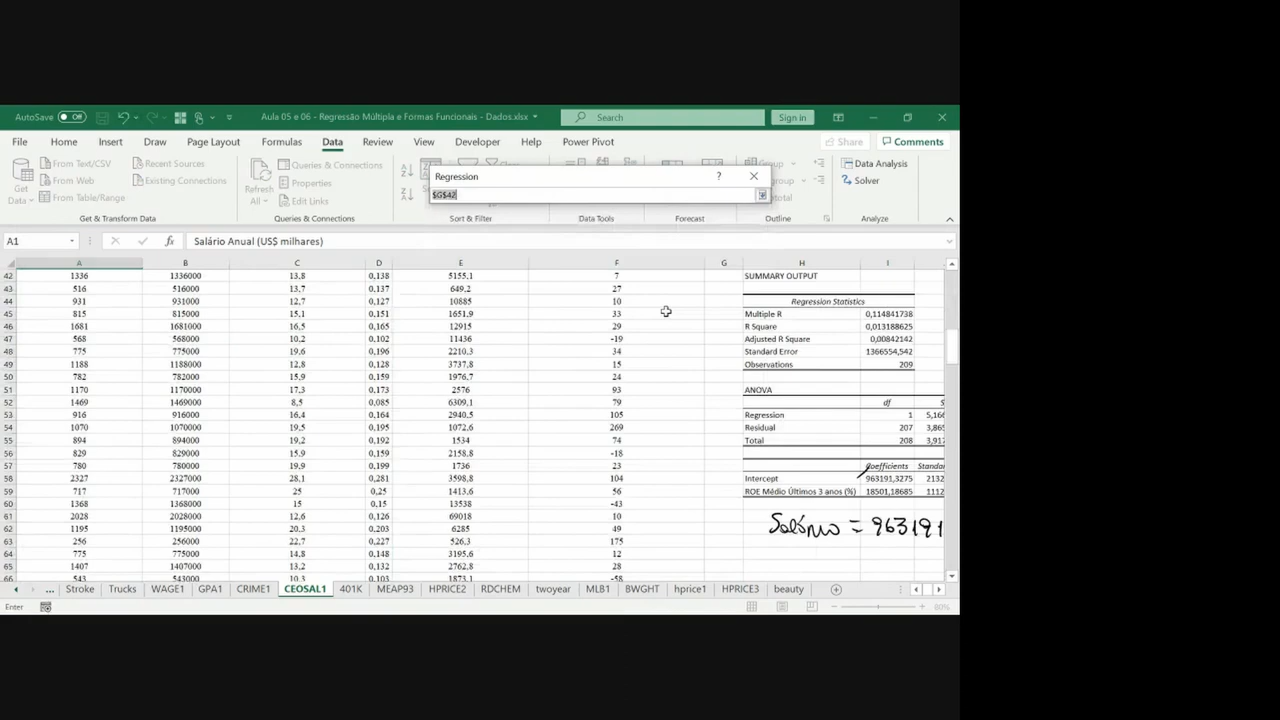 AutoSave Off Aula 05 e 06 - Regressão Múltipla e Formas Funcionais - Dados.xlsx Search Sign in
File Home Insert Draw Page Layout Formulas Data Review View Developer Help Power Pivot Share Comments
Get Data
From Text/CSV
From Web
From Table/Range
Recent Sources
Existing Connections
Get & Transform Data
Refresh All
Queries & Connections
Properties
Edit Links
Queries & Connections
Sort & Filter
Data Tools
Forecast
Group
Outline
Data Analysis
Solver
Analyze
Regression ?
$G$42
A1 fx Salário Anual (US$ milhares)
A B C D E F G H I
42 1336 1336000 13,8 0,138 5155,1 7 SUMMARY OUTPUT
43 516 516000 13,7 0,137 649,2 27
44 931 931000 12,7 0,127 10885 10 Regression Statistics
45 815 815000 15,1 0,151 1651,9 33 Multiple R 0,114841738
46 1681 1681000 16,5 0,165 12915 29 R Square 0,013188625
47 568 568000 10,2 0,102 11436 -19 Adjusted R Square 0,00842142
48 775 775000 19,6 0,196 2210,3 34 Standard Error 1366554,542
49 1188 1188000 12,8 0,128 3737,8 15 Observations 209
50 782 782000 15,9 0,159 1976,7 24
51 1170 1170000 17,3 0,173 2576 93 ANOVA
52 1469 1469000 8,5 0,085 6309,1 79 df S
53 916 916000 16,4 0,164 2940,5 105 Regression 1 5,166
54 1070 1070000 19,5 0,195 1072,6 269 Residual 207 3,865
55 894 894000 19,2 0,192 1534 74 Total 208 3,917
56 829 829000 15,9 0,159 2158,8 -18
57 780 780000 19,9 0,199 1736 23 Coefficients Standar
58 2327 2327000 28,1 0,281 3598,8 104 Intercept 963191,3275 2132
59 717 717000 25 0,25 1413,6 56 ROE Médio Últimos 3 anos (%) 18501,18685 1112
60 1368 1368000 15 0,15 13538 -43
61 2028 2028000 12,6 0,126 69018 10
Salário = 963191
62 1195 1195000 20,3 0,203 6285 49
63 256 256000 22,7 0,227 526,3 175
64 775 775000 14,8 0,148 3195,6 12
65 1407 1407000 13,2 0,132 2762,8 28
66 543 543000 10,3 0,103 1873,1 -58
... Stroke Trucks WAGE1 GPA1 CRIME1 CEOSAL1 401K MEAP93 HPRICE2 RDCHEM twoyear MLB1 BWGHT hprice1 HPRICE3 beauty
Enter 80%